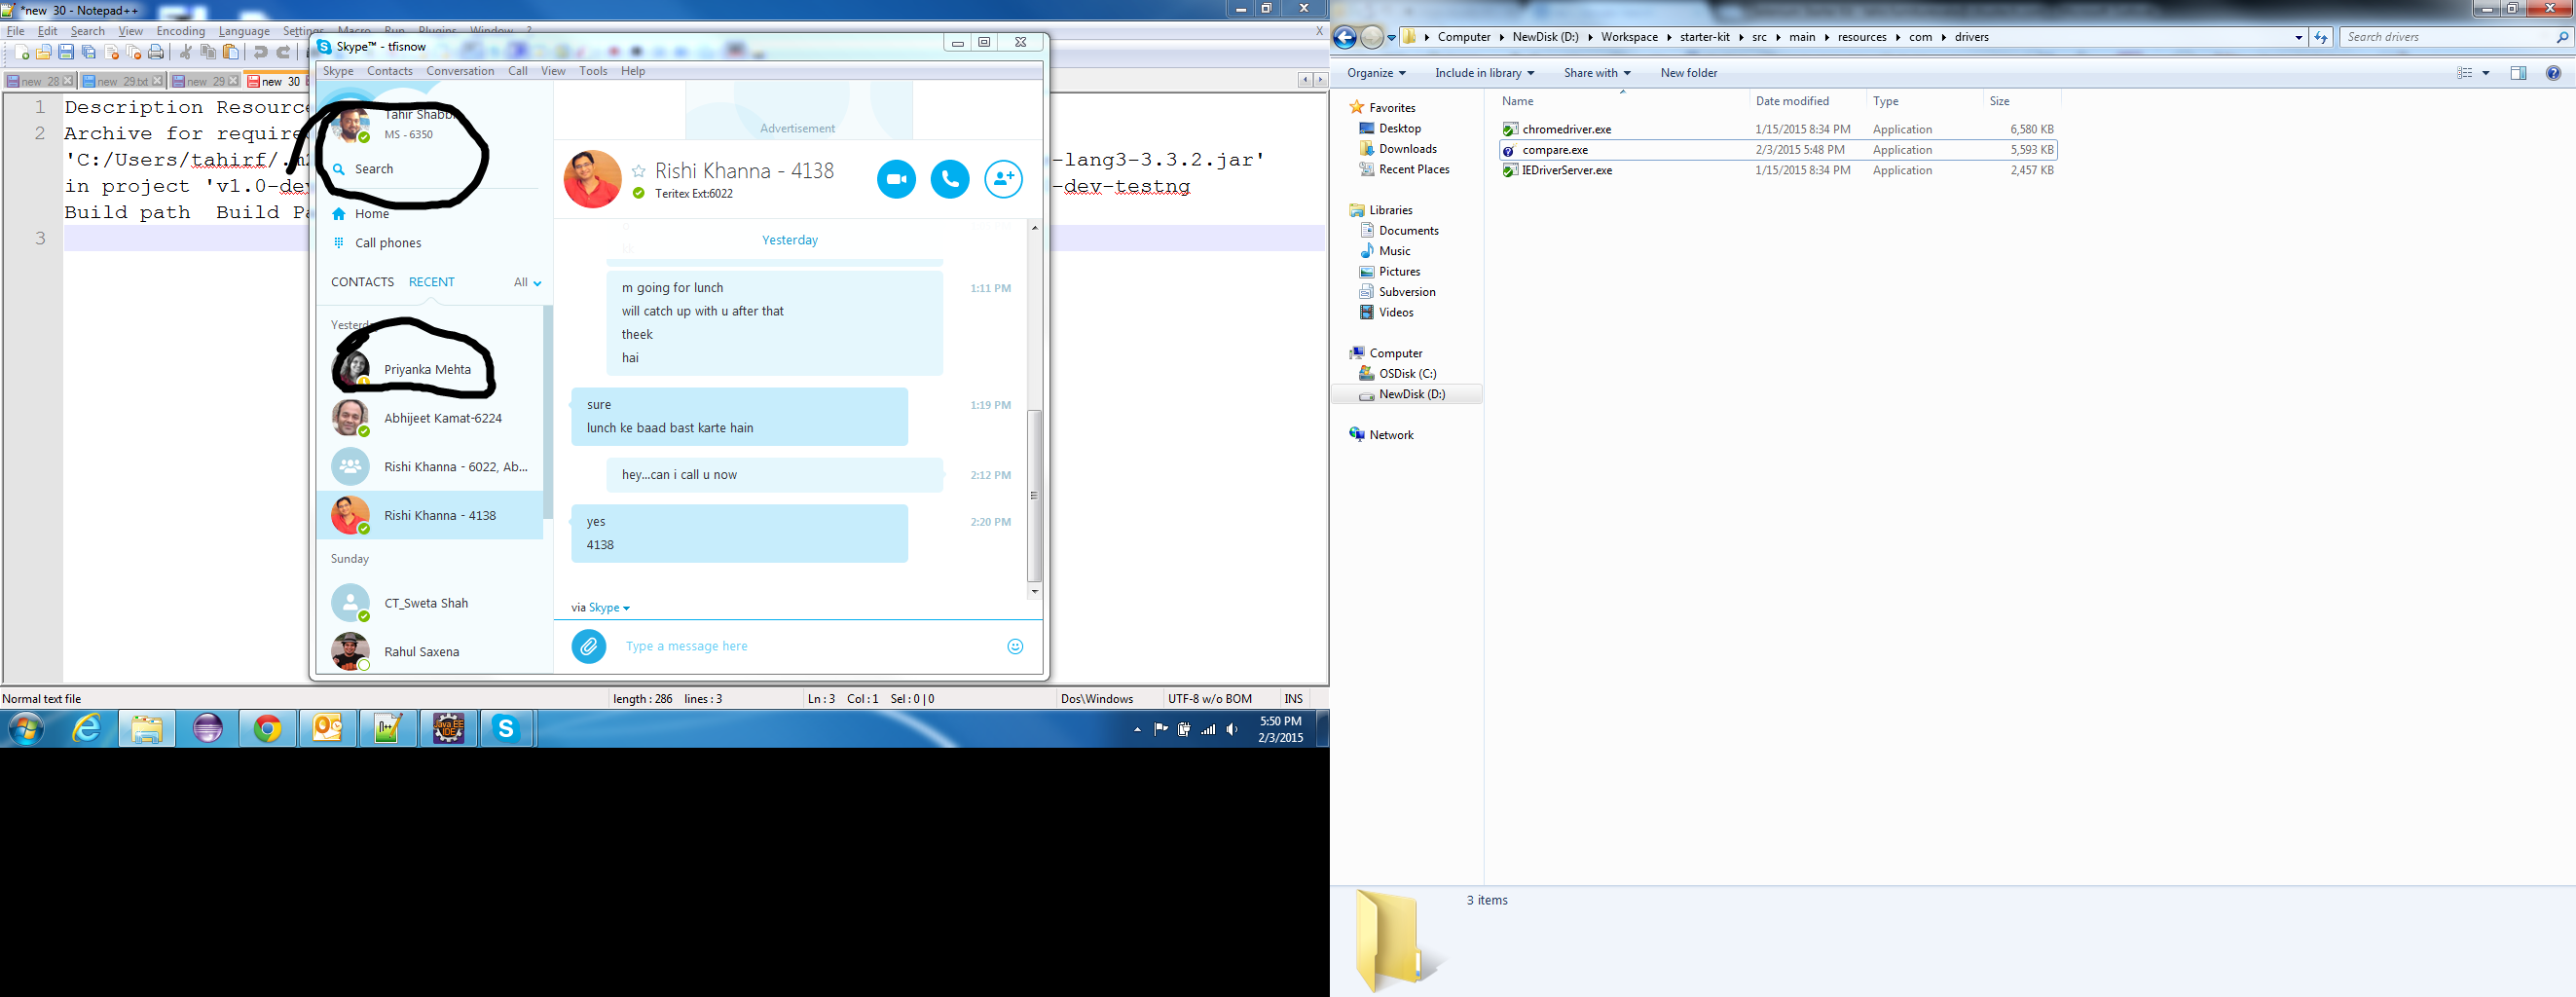 *new  30 - Notepad++
File Edit Search View Encoding Language Settings Macro Run Plugins Window ?
X
new  28
new  29.txt
new  29
new  30
1 Description Resource
2 Archive for required
'C:/Users/tahirf/.m2
-lang3-3.3.2.jar'
in project 'v1.0-dev
-dev-testng
Build path  Build Pa
3
Normal text file
length : 286    lines : 3
Ln : 3    Col : 1    Sel : 0 | 0
Dos\Windows
UTF-8 w/o BOM
INS
Skype™ - tfisnow
Skype Contacts Conversation Call View Tools Help
Tahir Shabbi
MS - 6350
Search
Home
Call phones
CONTACTS RECENT All
Yesterday
Priyanka Mehta
Abhijeet Kamat-6224
Rishi Khanna - 6022, Ab...
Rishi Khanna - 4138
Sunday
CT_Sweta Shah
Rahul Saxena
Advertisement
Rishi Khanna - 4138
Teritex Ext:6022
Yesterday
m going for lunch
1:11 PM
will catch up with u after that
theek
hai
sure
1:19 PM
lunch ke baad bast karte hain
hey...can i call u now
2:12 PM
yes
2:20 PM
4138
via Skype
Type a message here
N++
Java EE
IDE
S
5:50 PM
2/3/2015
Computer NewDisk (D:) Workspace starter-kit src main resources com drivers
Search drivers
Organize Include in library Share with New folder
Favorites
Desktop
Downloads
Recent Places
Libraries
Documents
Music
Pictures
Subversion
Videos
Computer
OSDisk (C:)
NewDisk (D:)
Network
Name Date modified Type Size
chromedriver.exe 1/15/2015 8:34 PM Application 6,580 KB
compare.exe 2/3/2015 5:48 PM Application 5,593 KB
IEDriverServer.exe 1/15/2015 8:34 PM Application 2,457 KB
3 items